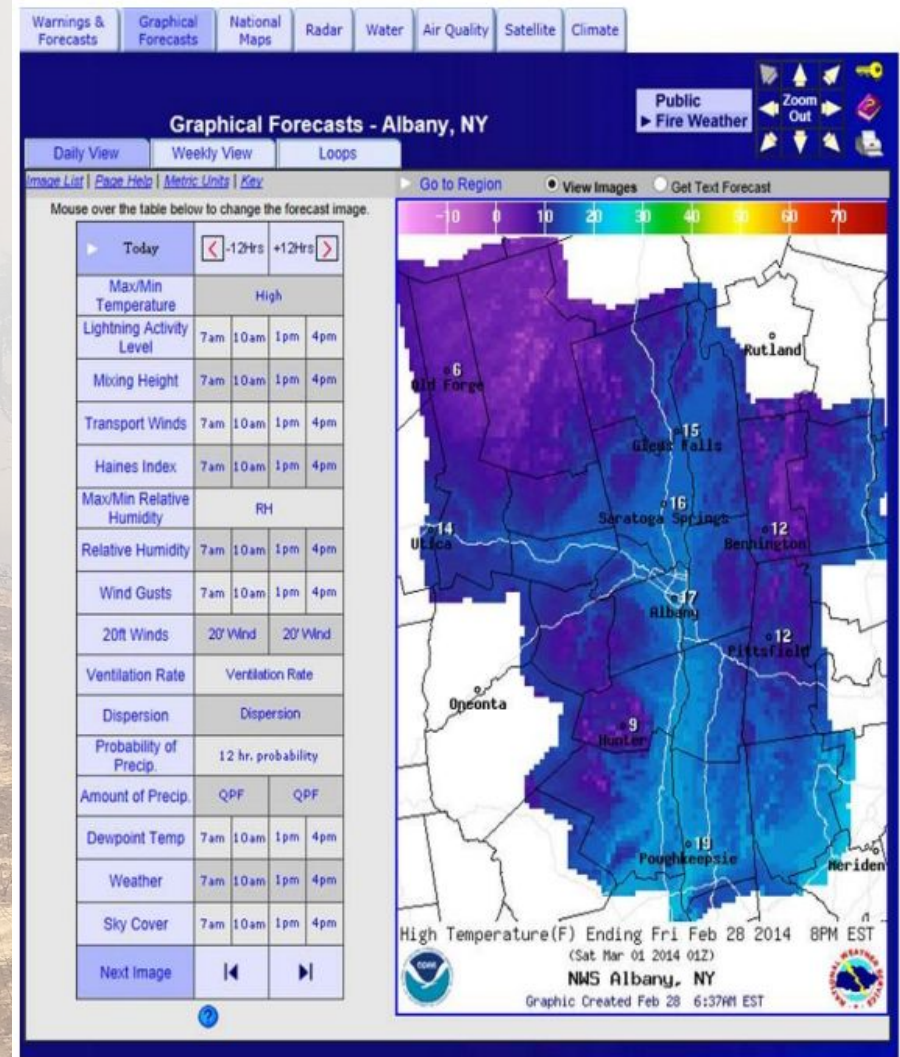 Warnings & Forecasts
Graphical Forecasts
National Maps
Radar
Water
Air Quality
Satellite
Climate
Graphical Forecasts - Albany, NY
Public
Fire Weather
Zoom Out
Daily View
Weekly View
Loops
Image List | Page Help | Metric Units | Key
Go to Region
View Images
Get Text Forecast
Mouse over the table below to change the forecast image.
Today
-12Hrs +12Hrs
Max/Min Temperature
High
Lightning Activity Level
7am 10am 1pm 4pm
Mixing Height
7am 10am 1pm 4pm
Transport Winds
7am 10am 1pm 4pm
Haines Index
7am 10am 1pm 4pm
Max/Min Relative Humidity
RH
Relative Humidity
7am 10am 1pm 4pm
Wind Gusts
7am 10am 1pm 4pm
20ft Winds
20' Wind 20' Wind
Ventilation Rate
Ventilation Rate
Dispersion
Dispersion
Probability of Precip.
12 hr. probability
Amount of Precip.
QPF QPF
Dewpoint Temp
7am 10am 1pm 4pm
Weather
7am 10am 1pm 4pm
Sky Cover
7am 10am 1pm 4pm
Next Image
-10 0 10 20 30 40 50 60 70
Rutland
6
Old Forge
15
Glens Falls
16
Saratoga Springs
14
Utica
12
Bennington
17
Albany
12
Pittsfield
Oneonta
9
Hunter
19
Poughkeepsie
Meriden
High Temperature(F) Ending Fri Feb 28 2014 8PM EST
(Sat Mar 01 2014 01Z)
NWS Albany, NY
Graphic Created Feb 28 6:37AM EST